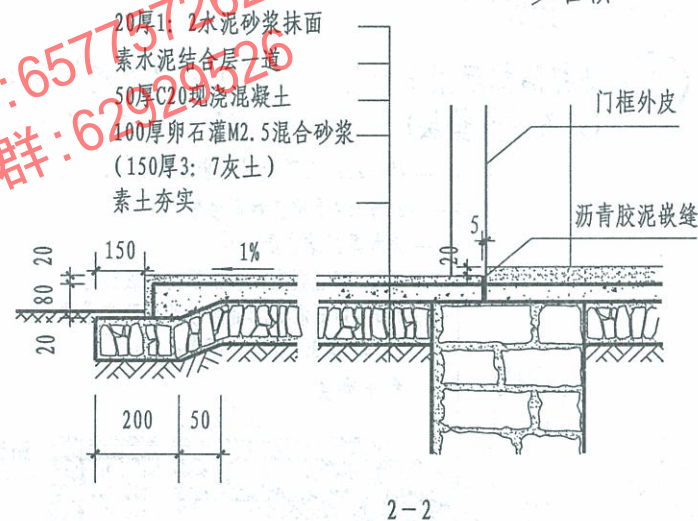 20厚1: 2水泥砂浆抹面
素水泥结合层一道
50厚C20现浇混凝土
100厚卵石灌M2.5混合砂浆
(150厚3: 7灰土)
素土夯实
门框外皮
沥青胶泥嵌缝
5
20
20
150
1%
80
20
200
50
2-2
群:62929526